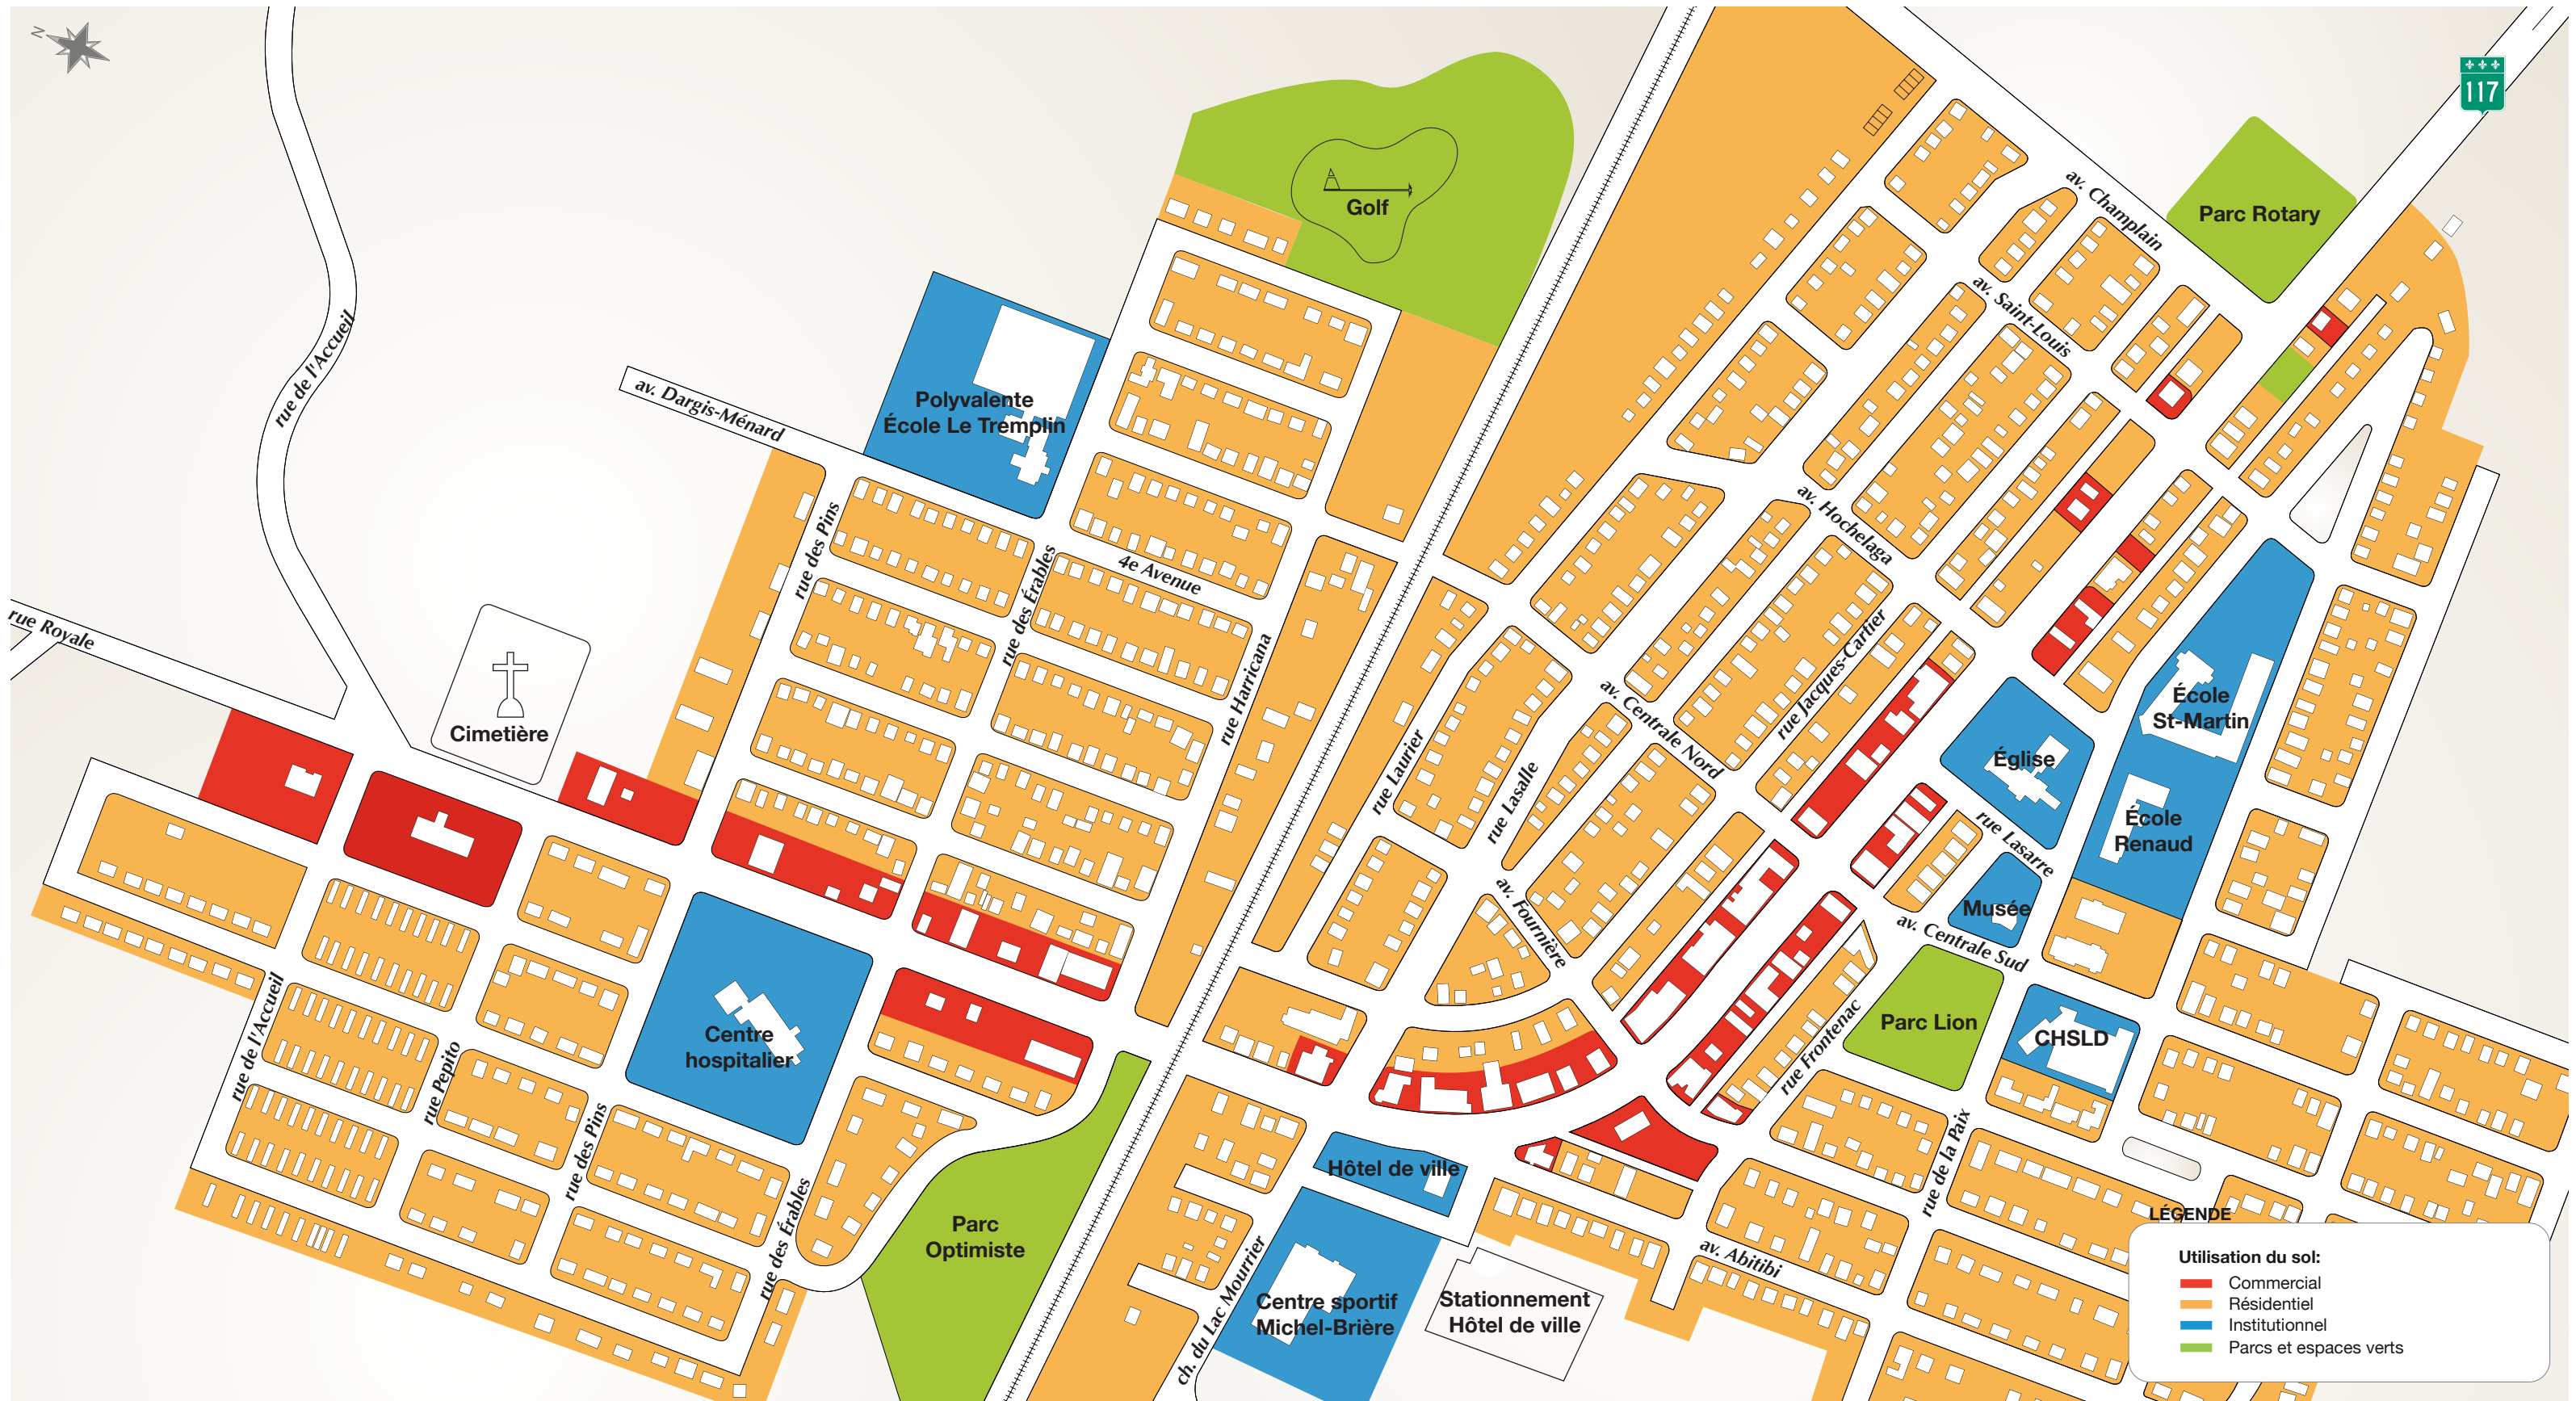 N
117
Golf
av. Champlain
Parc Rotary
rue de l'Accueil
av. Saint-Louis
av. Dargis-Ménard
Polyvalente
École Le Tremplin
rue des Pins
av. Hochelaga
rue des Érables
4e Avenue
rue Royale
Cimetière
rue Harricana
rue Jacques-Cartier
av. Centrale Nord
École
St-Martin
Église
rue Laurier
rue Lasalle
École
Renaud
rue Lasarre
Musée
av. Fournière
av. Centrale Sud
Centre
hospitalier
rue de l'Accueil
rue Pepito
rue des Pins
Parc Lion
CHSLD
rue Frontenac
Hôtel de ville
rue de la Paix
rue des Érables
Parc
Optimiste
av. Abitibi
ch. du Lac Mourrier
Centre sportif
Michel-Brière
Stationnement
Hôtel de ville
LÉGENDE
Utilisation du sol:
Commercial
Résidentiel
Institutionnel
Parcs et espaces verts